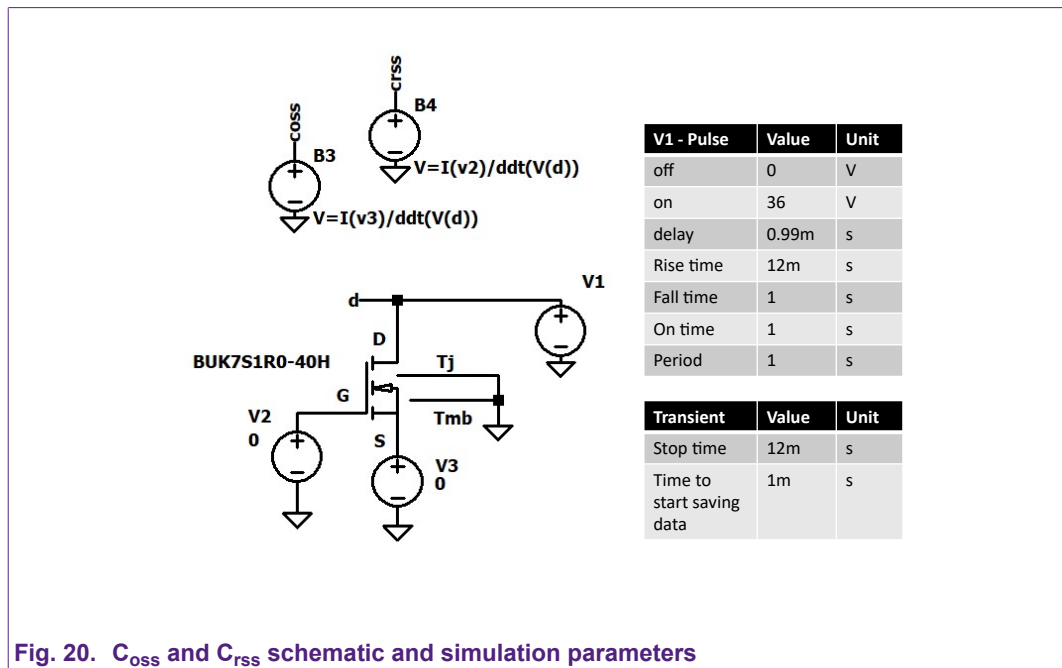 coss
B3
V=I(v3)/ddt(V(d))
crss
B4
V=I(v2)/ddt(V(d))
d
V1
D
BUK7S1R0-40H
Tj
G
Tmb
V2
0
S
V3
0
V1 - Pulse Value Unit
off 0 V
on 36 V
delay 0.99m s
Rise time 12m s
Fall time 1 s
On time 1 s
Period 1 s
Transient Value Unit
Stop time 12m s
Time to 1m s
start saving
data
Fig. 20. Coss and Crss schematic and simulation parameters